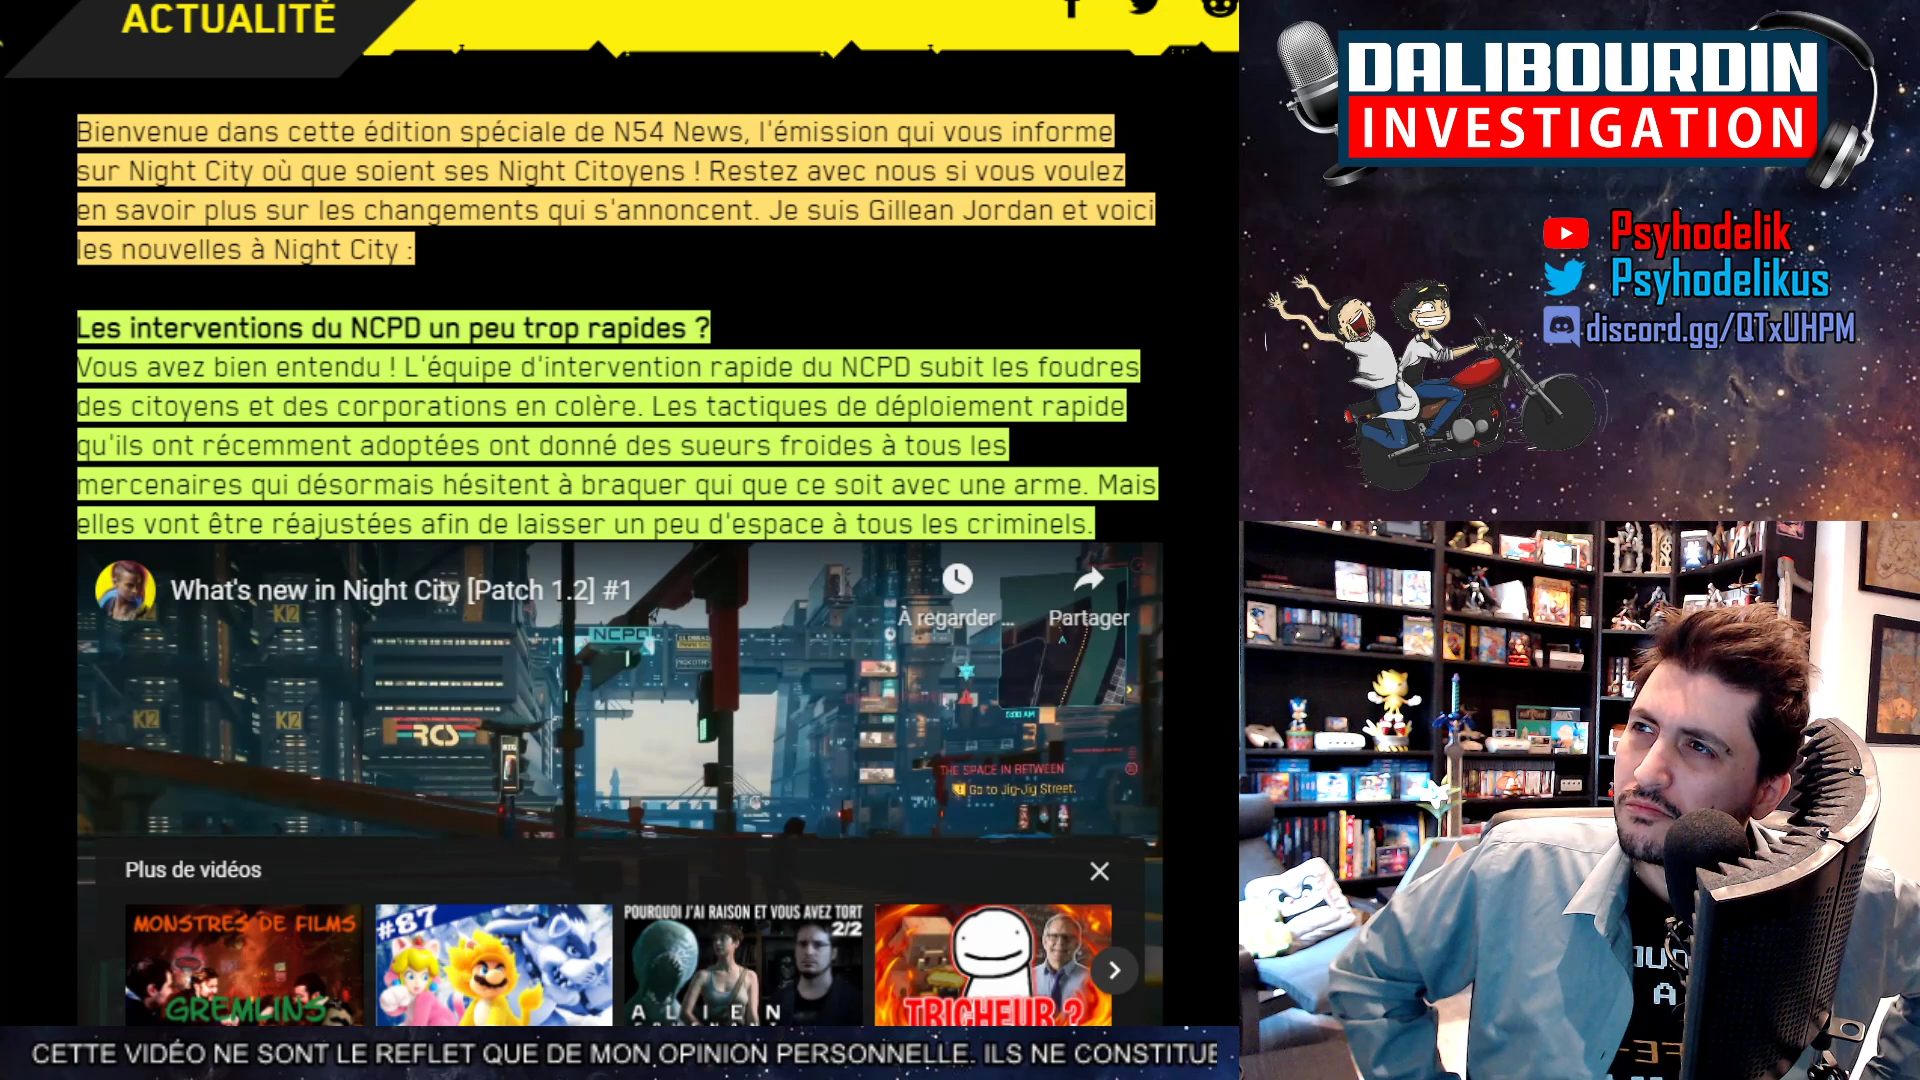 ACTUALITÉ
Bienvenue dans cette édition spéciale de N54 News, l'émission qui vous informe
sur Night City où que soient ses Night Citoyens ! Restez avec nous si vous voulez
en savoir plus sur les changements qui s'annoncent. Je suis Gillean Jordan et voici
les nouvelles à Night City :
Les interventions du NCPD un peu trop rapides ?
Vous avez bien entendu ! L'équipe d'intervention rapide du NCPD subit les foudres
des citoyens et des corporations en colère. Les tactiques de déploiement rapide
qu'ils ont récemment adoptées ont donné des sueurs froides à tous les
mercenaires qui désormais hésitent à braquer qui que ce soit avec une arme. Mais
elles vont être réajustées afin de laisser un peu d'espace à tous les criminels.
What's new in Night City [Patch 1.2] #1
À regarder ...
Partager
K2
NCPD
K2
K2
RCS
THE SPACE IN BETWEEN
Go to Jig-Jig Street.
Plus de vidéos
MONSTRES DE FILMS
GREMLINS
#87
POURQUOI J'AI RAISON ET VOUS AVEZ TORT
2/2
ALIEN
TRICHEUR ?
CETTE VIDÉO NE SONT LE REFLET QUE DE MON OPINION PERSONNELLE. ILS NE CONSTITUE
DALIBOURDIN
INVESTIGATION
Psyhodelik
Psyhodelikus
discord.gg/QTxUHPM